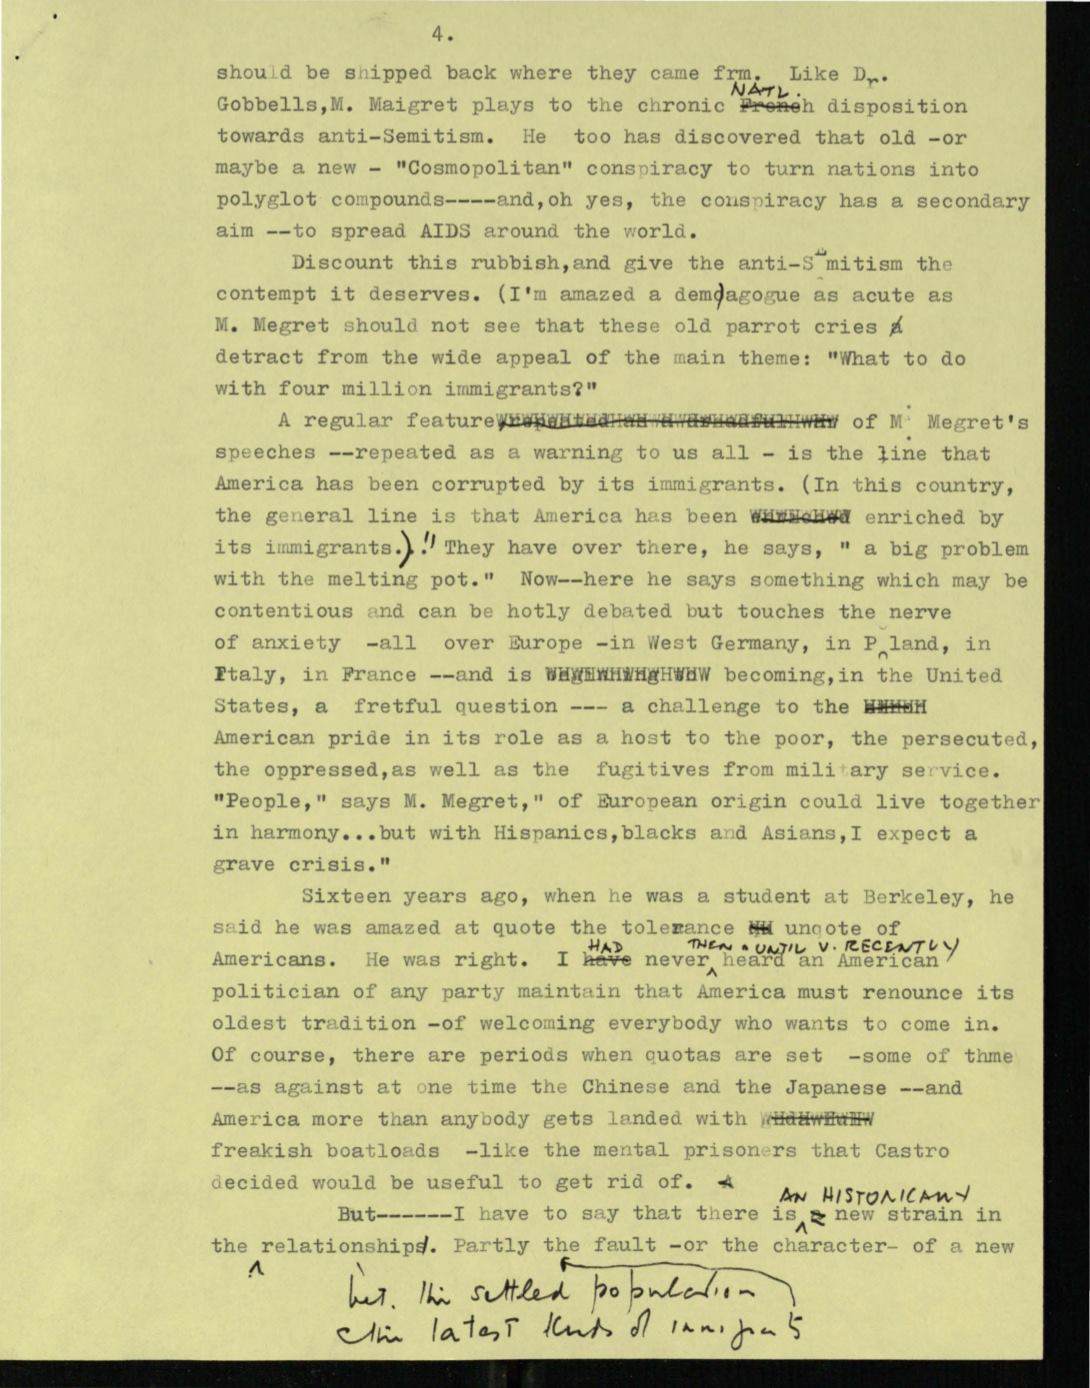 4.
should be shipped back where they came frm. Like Dr.
NATL.
Gobbells,M. Maigret plays to the chronic French disposition
towards anti-Semitism. He too has discovered that old -or
maybe a new - "Cosmopolitan" conspiracy to turn nations into
polyglot compounds----and,oh yes, the conspiracy has a secondary
aim --to spread AIDS around the world.
Discount this rubbish,and give the anti-Semitism the
contempt it deserves. (I'm amazed a demagogue as acute as
M. Megret should not see that these old parrot cries
detract from the wide appeal of the main theme: "What to do
with four million immigrants?"
A regular feature of M. Megret's
speeches --repeated as a warning to us all - is the line that
America has been corrupted by its immigrants. (In this country,
the general line is that America has been enriched by
its immigrants.)!! They have over there, he says, " a big problem
with the melting pot." Now--here he says something which may be
contentious and can be hotly debated but touches the nerve
of anxiety -all over Europe -in West Germany, in P land, in
Italy, in France --and is becoming,in the United
States, a fretful question --- a challenge to the
American pride in its role as a host to the poor, the persecuted,
the oppressed,as well as the fugitives from military service.
"People," says M. Megret," of European origin could live together
in harmony...but with Hispanics,blacks and Asians,I expect a
grave crisis."
Sixteen years ago, when he was a student at Berkeley, he
said he was amazed at quote the tolerance unqote of
HAD THEN • UNTIL V. RECENTLY
Americans. He was right. I have never heard an American
politician of any party maintain that America must renounce its
oldest tradition -of welcoming everybody who wants to come in.
Of course, there are periods when quotas are set -some of thme
--as against at one time the Chinese and the Japanese --and
America more than anybody gets landed with
freakish boatloads -like the mental prisoners that Castro
decided would be useful to get rid of. A
AN HISTORICALLY
But------I have to say that there is a new strain in
the relationships. Partly the fault -or the character- of a new
bet. the settled population
& the latest kinds of immigrants